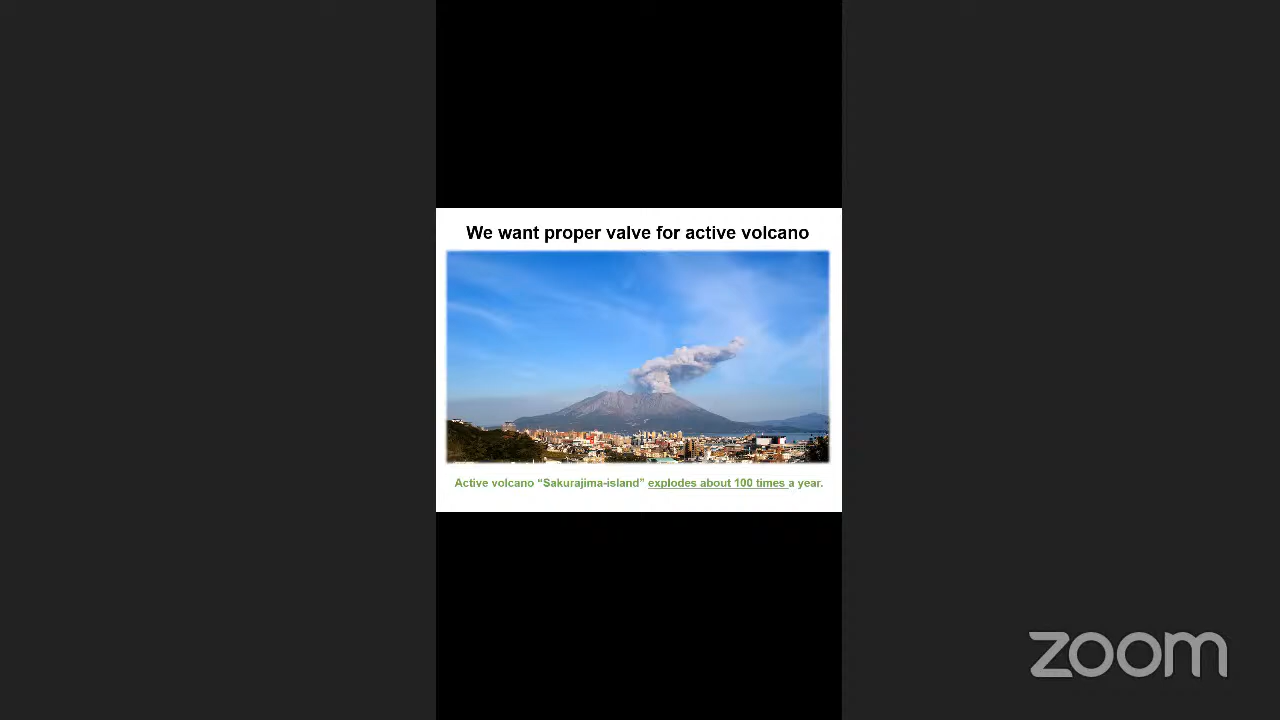 We want proper valve for active volcano
Active volcano “Sakurajima-island” explodes about 100 times a year.
zoom